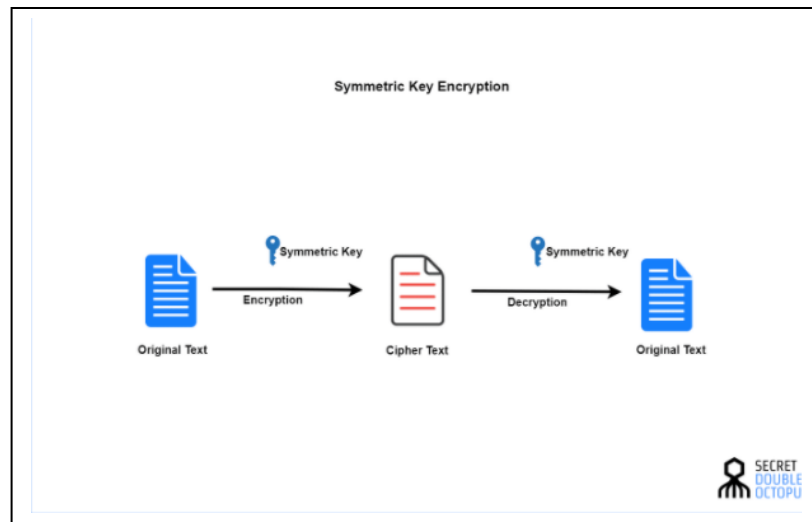 Symmetric Key Encryption
Symmetric Key
Symmetric Key
Encryption
Decryption
Original Text
Cipher Text
Original Text
SECRET
DOUBLE
OCTOPU